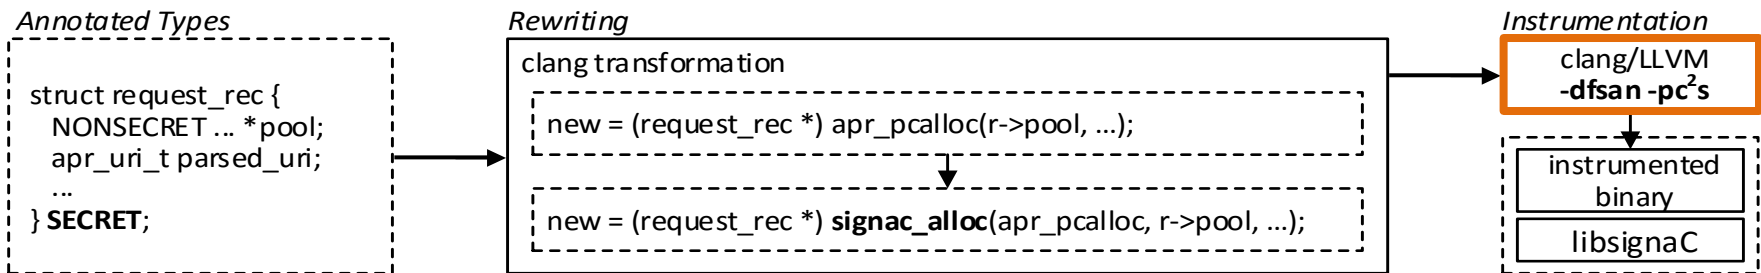 Annotated Types
struct request_rec {
NONSECRET ... *pool;
apr_uri_t parsed_uri;
...
} SECRET;
Rewriting
clang transformation
new = (request_rec *) apr_pcalloc(r->pool, ...);
new = (request_rec *) signac_alloc(apr_pcalloc, r->pool, ...);
Instrumentation
clang/LLVM
-dfsan -pc²s
instrumented
binary
libsignaC